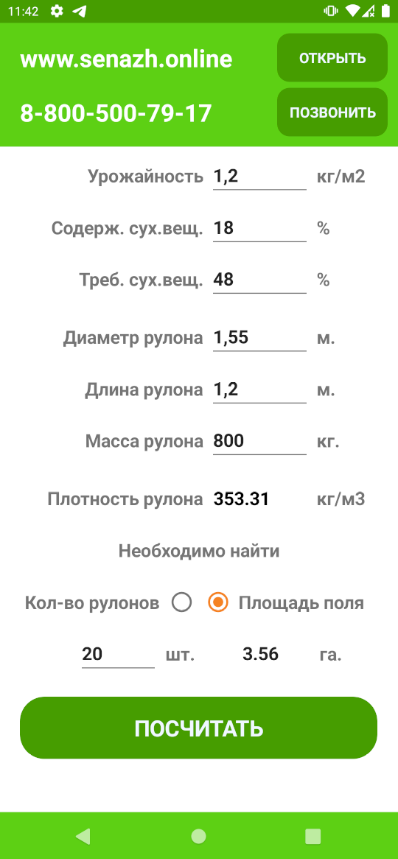 11:42
www.senazh.online ОТКРЫТЬ
8-800-500-79-17 ПОЗВОНИТЬ
Урожайность 1,2 кг/м2
Содерж. сух.вещ. 18 %
Треб. сух.вещ. 48 %
Диаметр рулона 1,55 м.
Длина рулона 1,2 м.
Масса рулона 800 кг.
Плотность рулона 353.31 кг/м3
Необходимо найти
Кол-во рулонов Площадь поля
20 шт. 3.56 га.
ПОСЧИТАТЬ